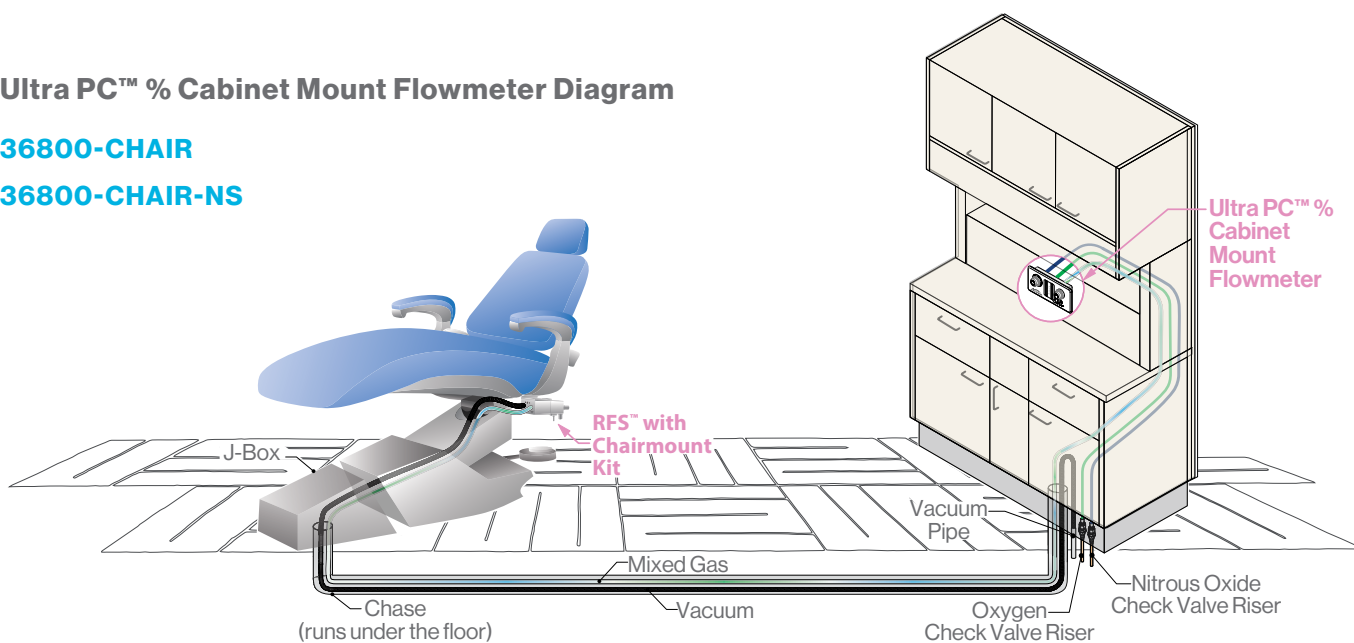 Ultra PC™ % Cabinet Mount Flowmeter Diagram
36800-CHAIR
36800-CHAIR-NS
Ultra PC™ %
Cabinet
Mount
Flowmeter
RFS™ with
Chairmount
Kit
J-Box
Vacuum
Pipe
Mixed Gas
Nitrous Oxide
Check Valve Riser
Chase
(runs under the floor)
Vacuum
Oxygen
Check Valve Riser